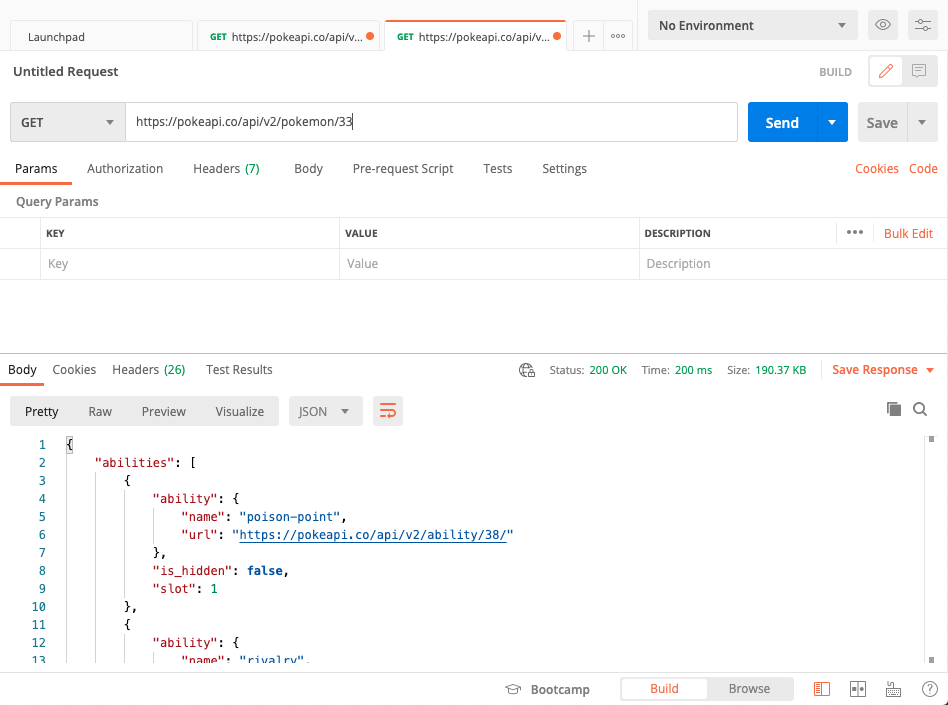 Launchpad
GET https://pokeapi.co/api/v...
GET https://pokeapi.co/api/v...
No Environment
Untitled Request
BUILD
GET
https://pokeapi.co/api/v2/pokemon/33
Send
Save
Params Authorization Headers (7) Body Pre-request Script Tests Settings Cookies Code
Query Params
KEY VALUE DESCRIPTION Bulk Edit
Key Value Description
Body Cookies Headers (26) Test Results Status: 200 OK Time: 200 ms Size: 190.37 KB Save Response
Pretty Raw Preview Visualize JSON
1 {
2 "abilities": [
3 {
4 "ability": {
5 "name": "poison-point",
6 "url": "https://pokeapi.co/api/v2/ability/38/"
7 },
8 "is_hidden": false,
9 "slot": 1
10 },
11 {
12 "ability": {
13 "name": "rivalry",
Bootcamp Build Browse